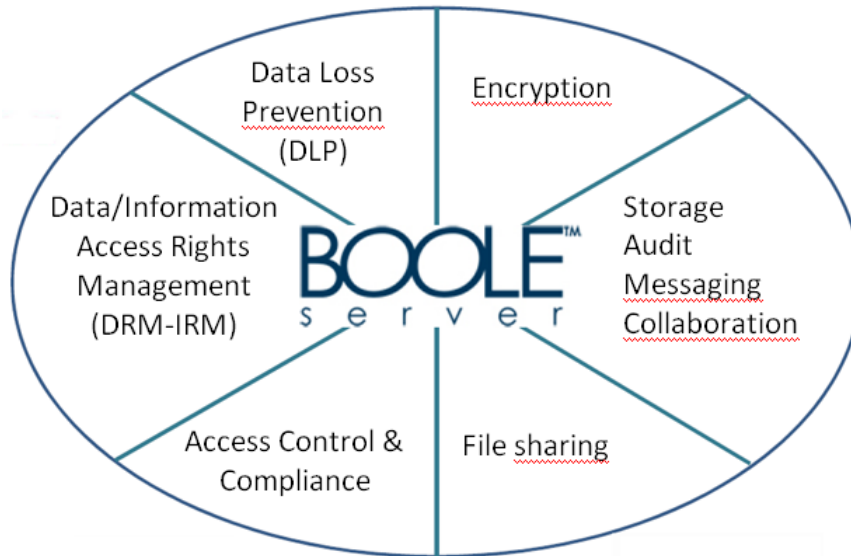 Data Loss
Prevention
(DLP)
Encryption
Data/Information
Access Rights
Management
(DRM-IRM)
BOOLE™
server
Storage
Audit
Messaging
Collaboration
Access Control &
Compliance
File sharing